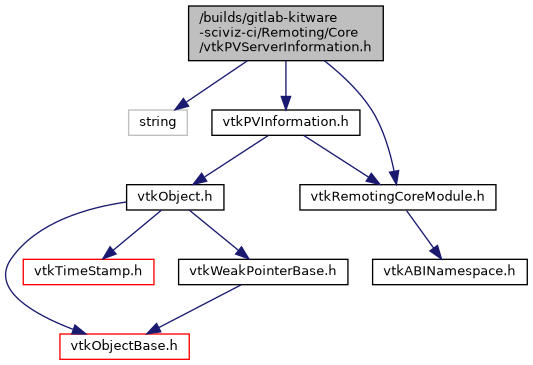 /builds/gitlab-kitware
-sciviz-ci/Remoting/Core
/vtkPVServerInformation.h
string
vtkPVInformation.h
vtkObject.h
vtkRemotingCoreModule.h
vtkTimeStamp.h
vtkWeakPointerBase.h
vtkABINamespace.h
vtkObjectBase.h